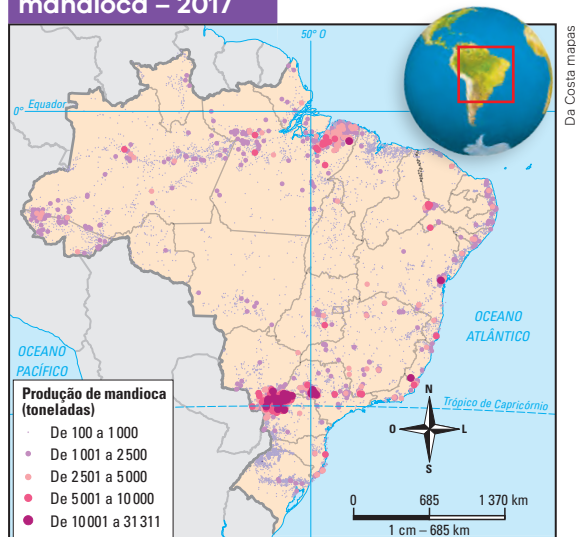 mandioca – 2017
Da Costa mapas
50° O
0° Equador
OCEANO
ATLÂNTICO
OCEANO
PACÍFICO
Trópico de Capricórnio
Produção de mandioca
(toneladas)
De 100 a 1 000
De 1 001 a 2 500
De 2 501 a 5 000
De 5 001 a 10 000
De 10 001 a 31 311
N
O
L
S
0 685 1 370 km
1 cm – 685 km